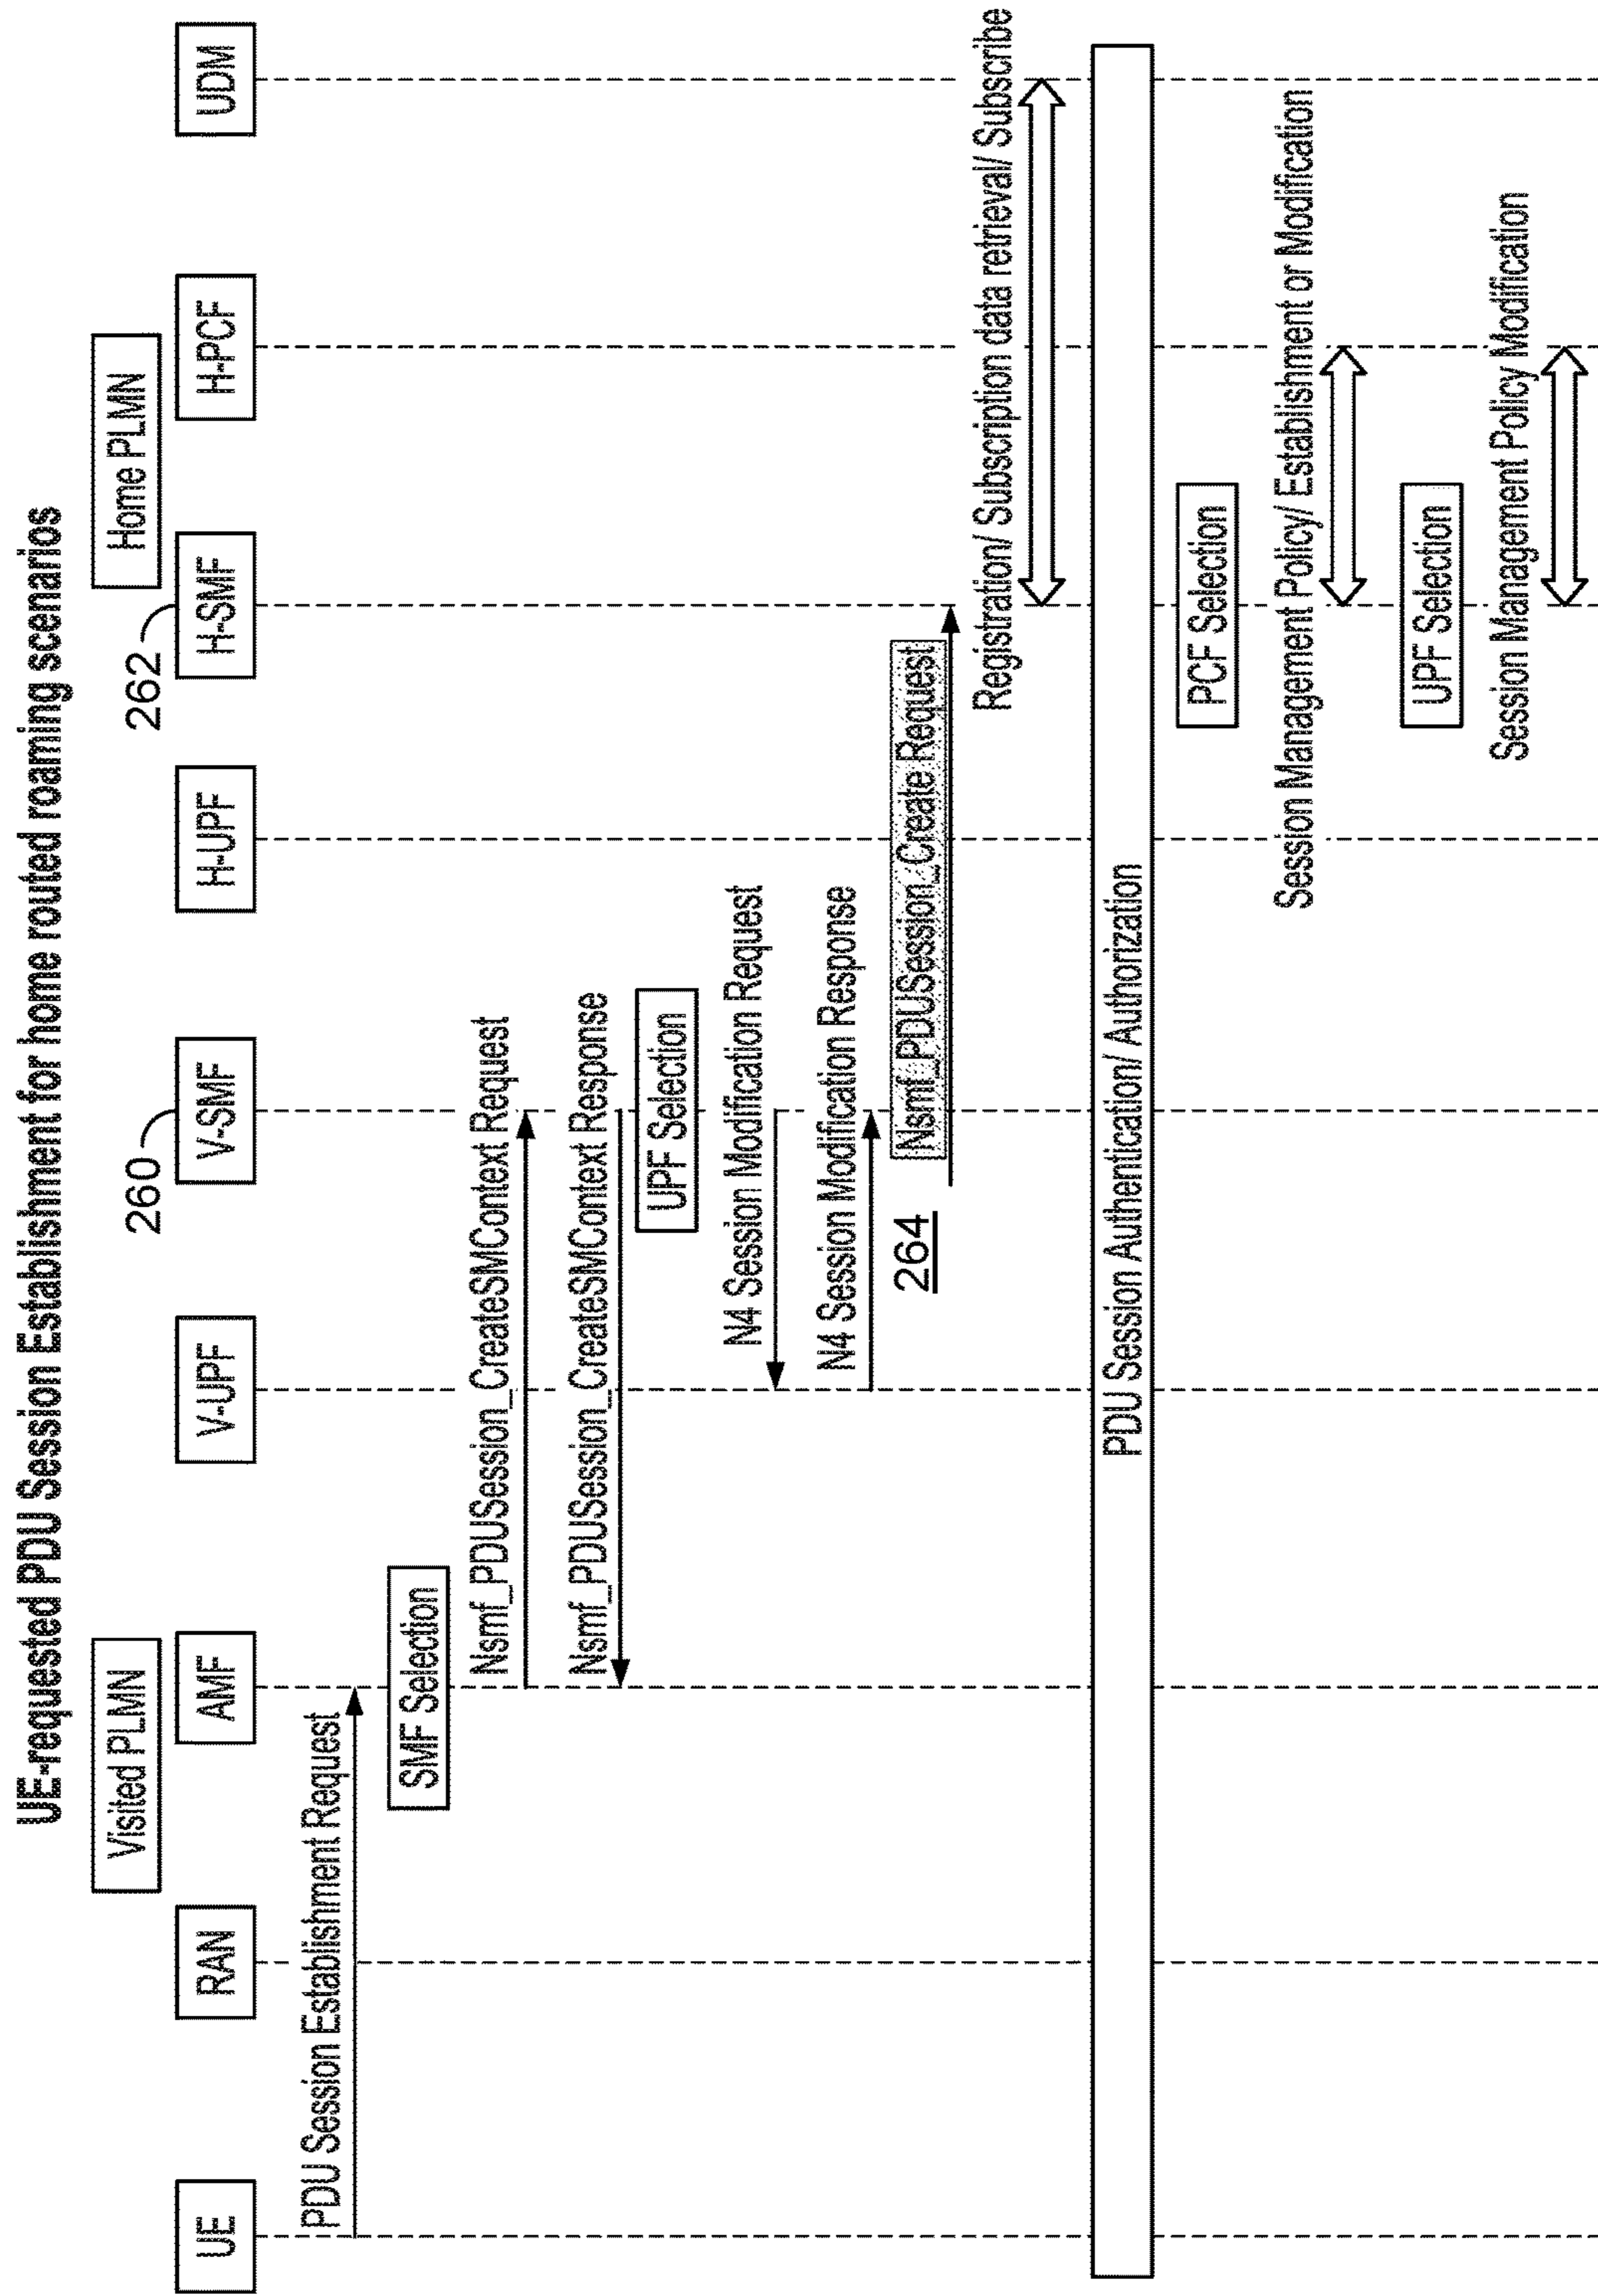 UE-requested PDU Session Establishment for home routed roaming scenarios
Visited PLMN
Home PLMN
260
262
UE
RAN
AMF
V-UPF
V-SMF
H-UPF
H-SMF
H-PCF
UDM
PDU Session Establishment Request
SMF Selection
Nsmf_PDUSession_CreateSMContext Request
Nsmf_PDUSession_CreateSMContext Response
UPF Selection
N4 Session Modification Request
N4 Session Modification Response
264
Nsmf_PDUSession_Create Request
Registration/ Subscription data retrieval/ Subscribe
PDU Session Authentication/ Authorization
PCF Selection
Session Management Policy/ Establishment or Modification
UPF Selection
Session Management Policy Modification